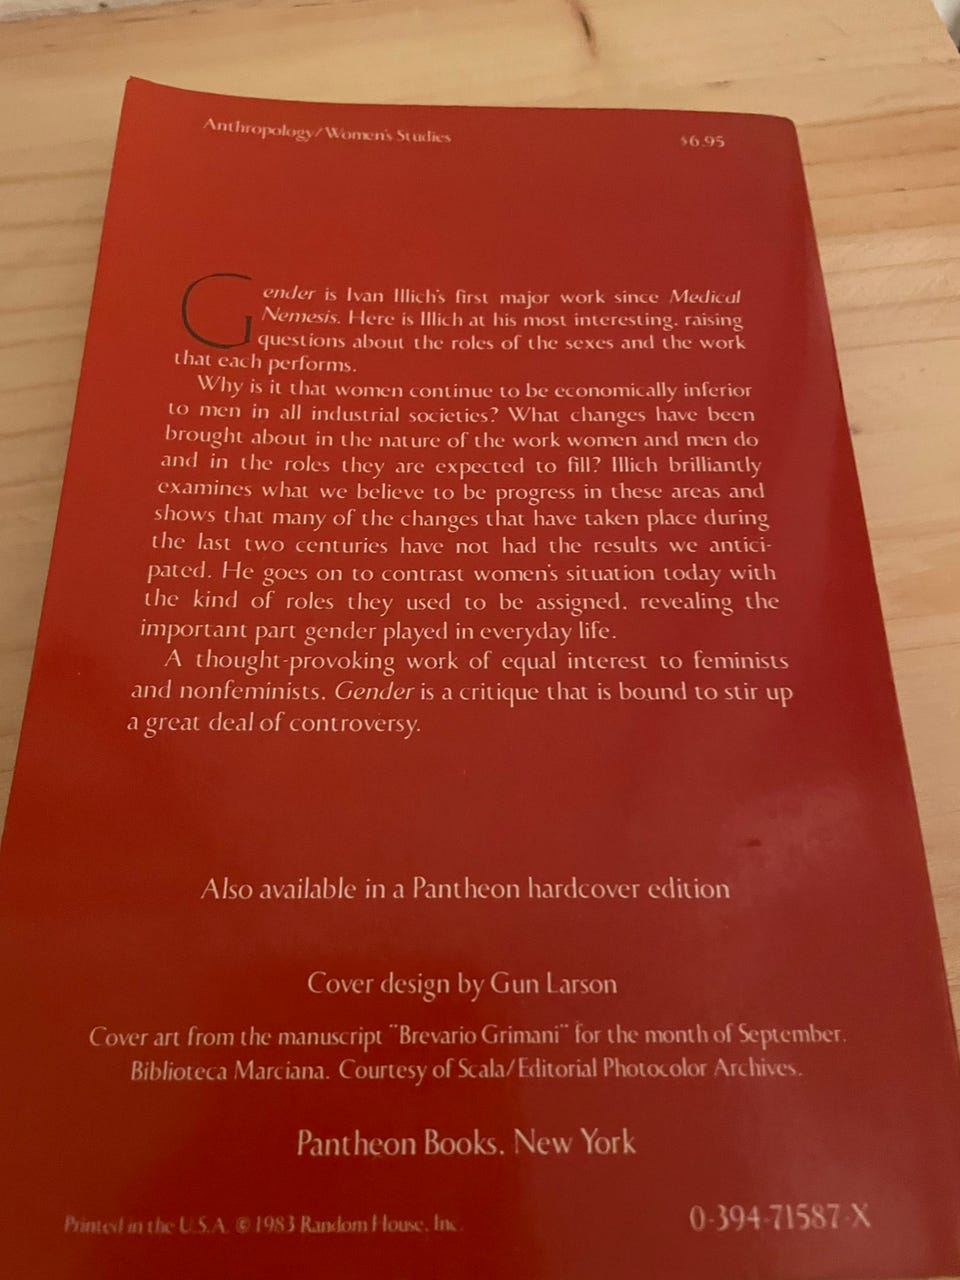 Anthropology/Women's Studies
$6.95
Gender is Ivan Illich's first major work since Medical
Nemesis. Here is Illich at his most interesting, raising
questions about the roles of the sexes and the work
that each performs.
Why is it that women continue to be economically inferior
to men in all industrial societies? What changes have been
brought about in the nature of the work women and men do
and in the roles they are expected to fill? Illich brilliantly
examines what we believe to be progress in these areas and
shows that many of the changes that have taken place during
the last two centuries have not had the results we antici-
pated. He goes on to contrast women's situation today with
the kind of roles they used to be assigned, revealing the
important part gender played in everyday life.
A thought-provoking work of equal interest to feminists
and nonfeminists, Gender is a critique that is bound to stir up
a great deal of controversy.
Also available in a Pantheon hardcover edition
Cover design by Gun Larson
Cover art from the manuscript "Brevario Grimani" for the month of September.
Biblioteca Marciana. Courtesy of Scala/Editorial Photocolor Archives.
Pantheon Books, New York
Printed in the U.S.A. © 1983 Random House, Inc.
0-394-71587-X